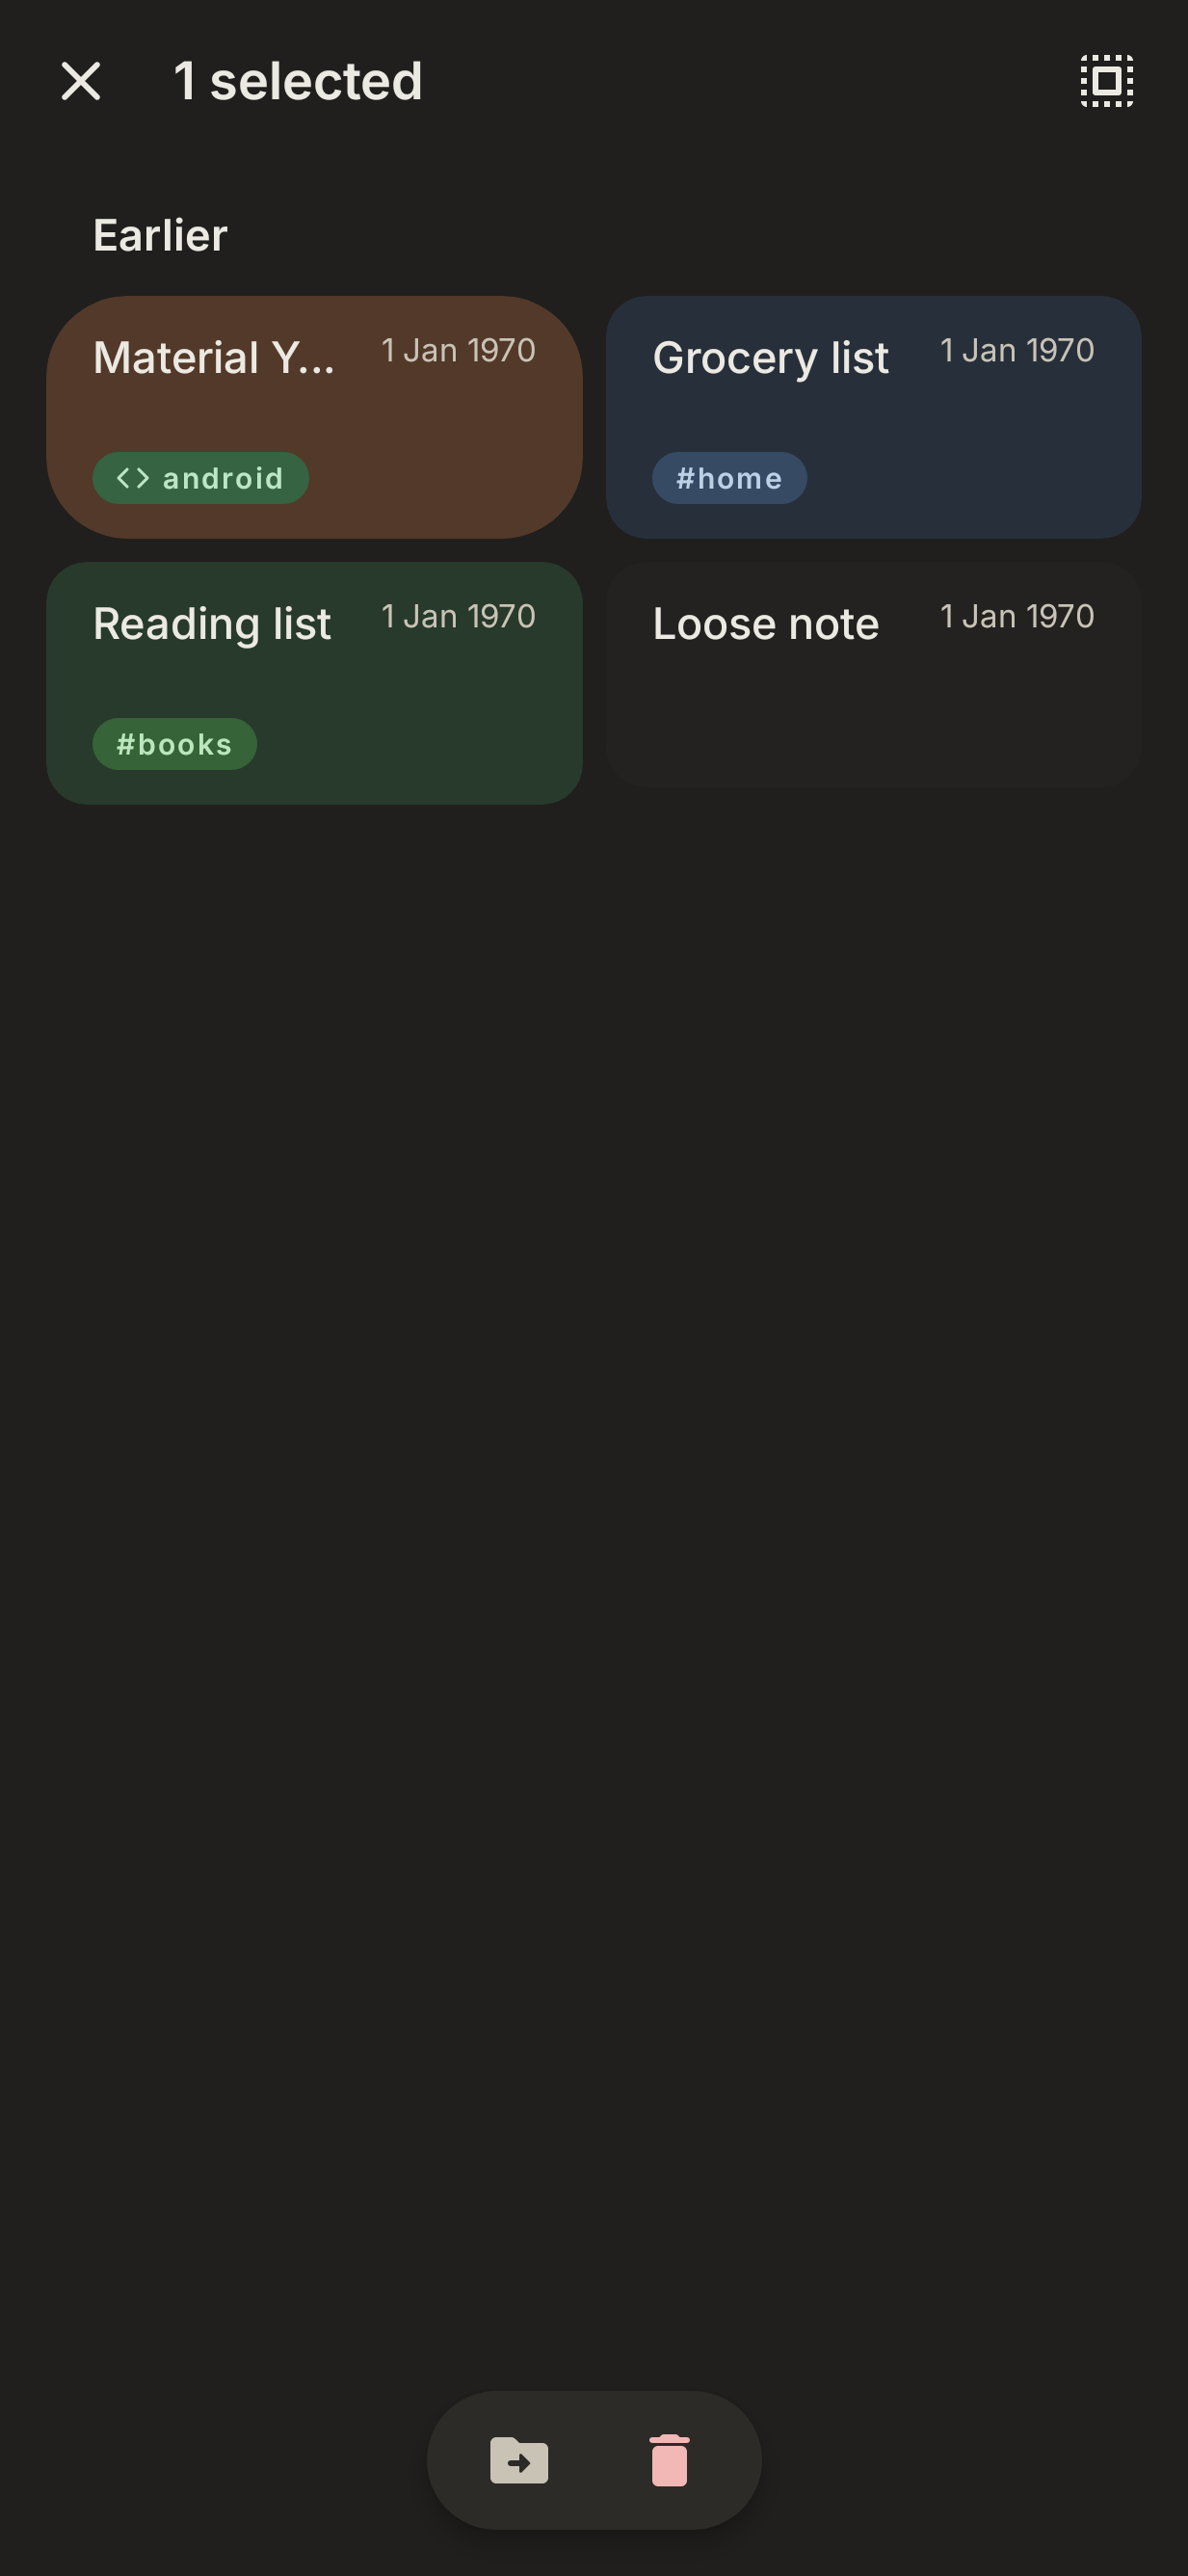 1 selected
Earlier
Material Y... 1 Jan 1970
android
Grocery list 1 Jan 1970
#home
Reading list 1 Jan 1970
#books
Loose note 1 Jan 1970